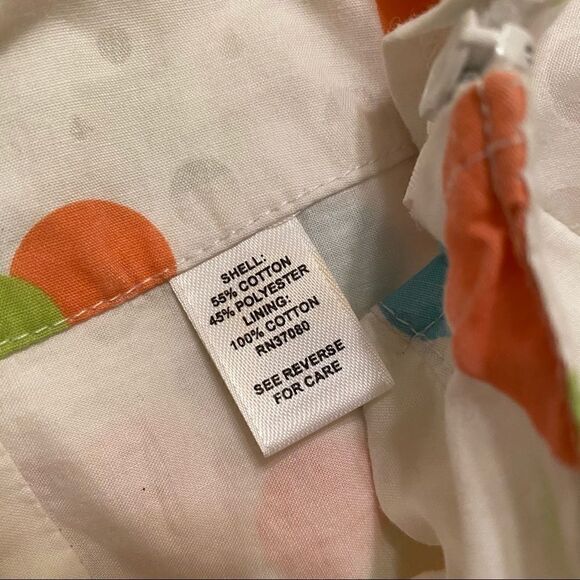 SHELL:
55% COTTON
45% POLYESTER
LINING:
100% COTTON
RN37080
SEE REVERSE
FOR CARE